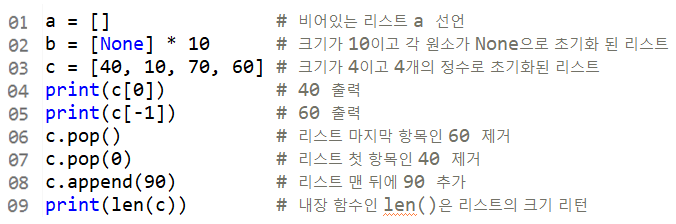 01 a = [] # 비어있는 리스트 a 선언
02 b = [None] * 10 # 크기가 10이고 각 원소가 None으로 초기화 된 리스트
03 c = [40, 10, 70, 60] # 크기가 4이고 4개의 정수로 초기화된 리스트
04 print(c[0]) # 40 출력
05 print(c[-1]) # 60 출력
06 c.pop() # 리스트 마지막 항목인 60 제거
07 c.pop(0) # 리스트 첫 항목인 40 제거
08 c.append(90) # 리스트 맨 뒤에 90 추가
09 print(len(c)) # 내장 함수인 len()은 리스트의 크기 리턴